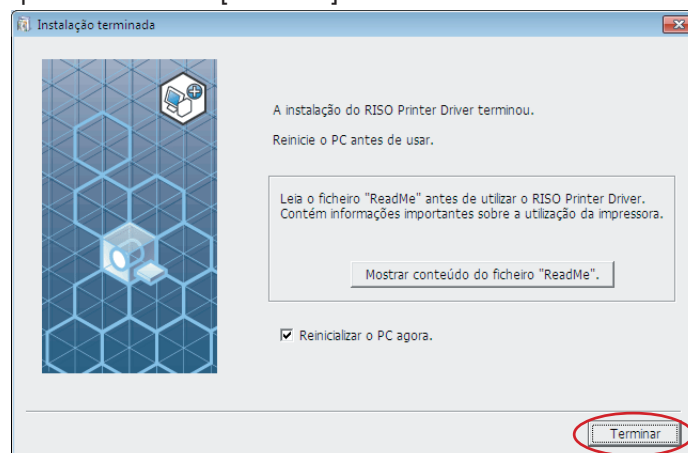 Instalação terminada
A instalação do RISO Printer Driver terminou.
Reinicie o PC antes de usar.
Leia o ficheiro "ReadMe" antes de utilizar o RISO Printer Driver.
Contém informações importantes sobre a utilização da impressora.
Mostrar conteúdo do ficheiro "ReadMe".
Reinicializar o PC agora.
Terminar